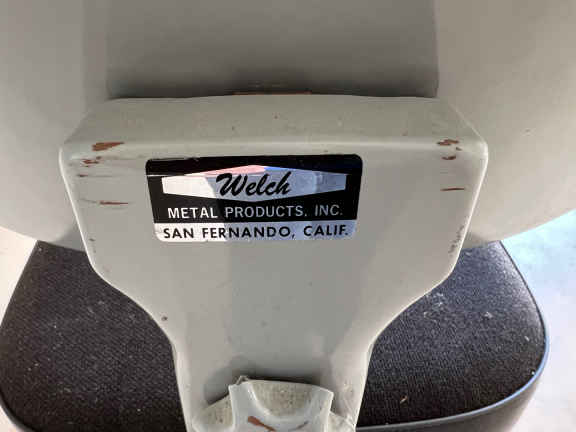 Welch
METAL PRODUCTS, INC.
SAN FERNANDO, CALIF.